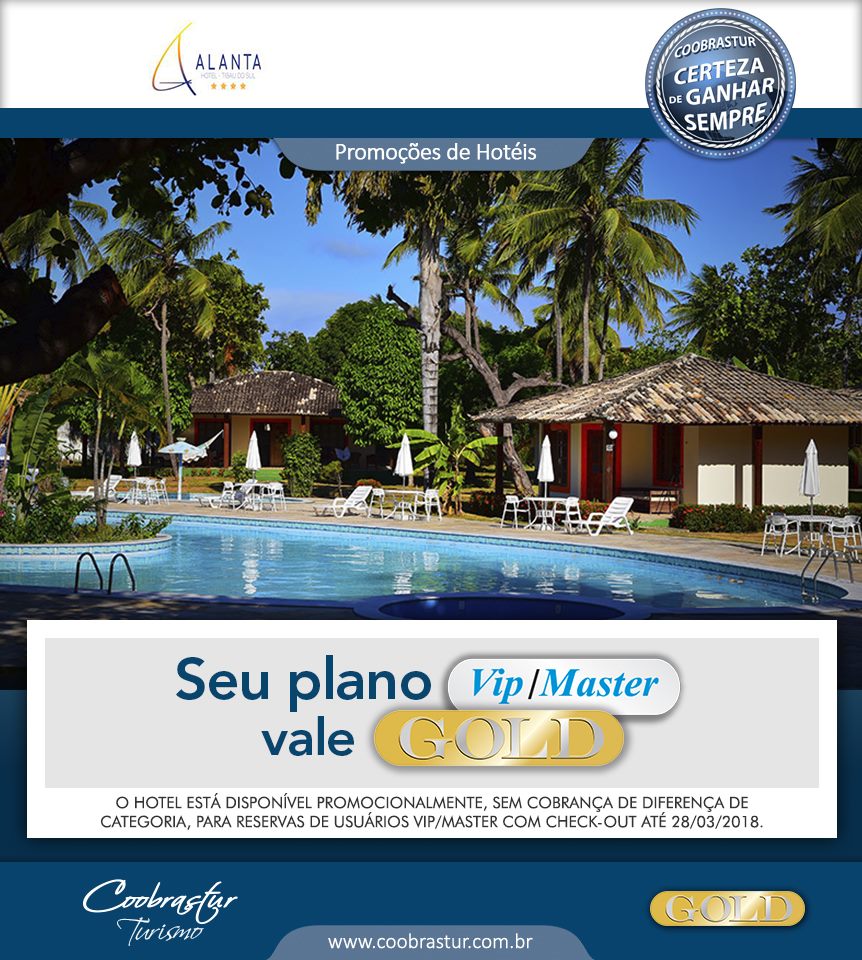 ALANTA
HOTEL - TIBAU DO SUL
COOBRASTUR
CERTEZA
DE GANHAR
SEMPRE
Promoções de Hotéis
Seu plano Vip/Master
vale GOLD
O HOTEL ESTÁ DISPONÍVEL PROMOCIONALMENTE, SEM COBRANÇA DE DIFERENÇA DE
CATEGORIA, PARA RESERVAS DE USUÁRIOS VIP/MASTER COM CHECK-OUT ATÉ 28/03/2018.
Coobrastur
Turismo
GOLD
www.coobrastur.com.br